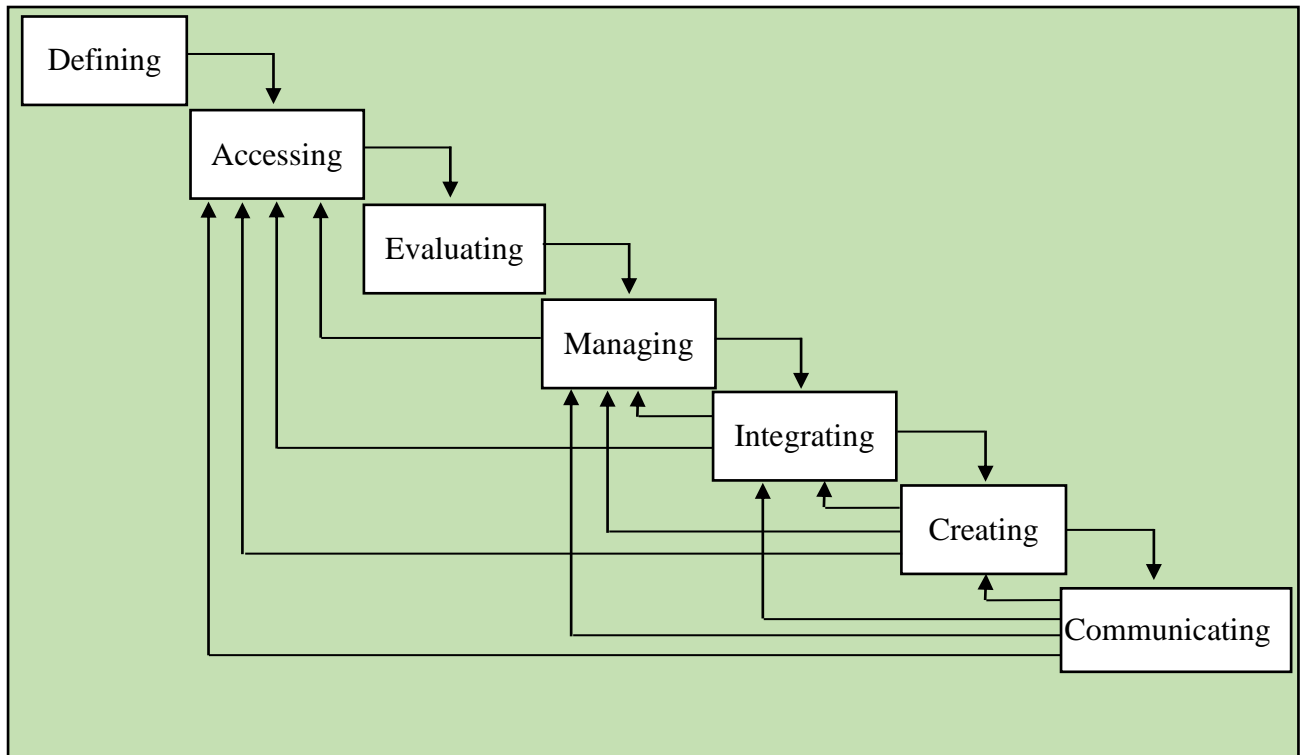 Defining
Accessing
Evaluating
Managing
Integrating
Creating
Communicating